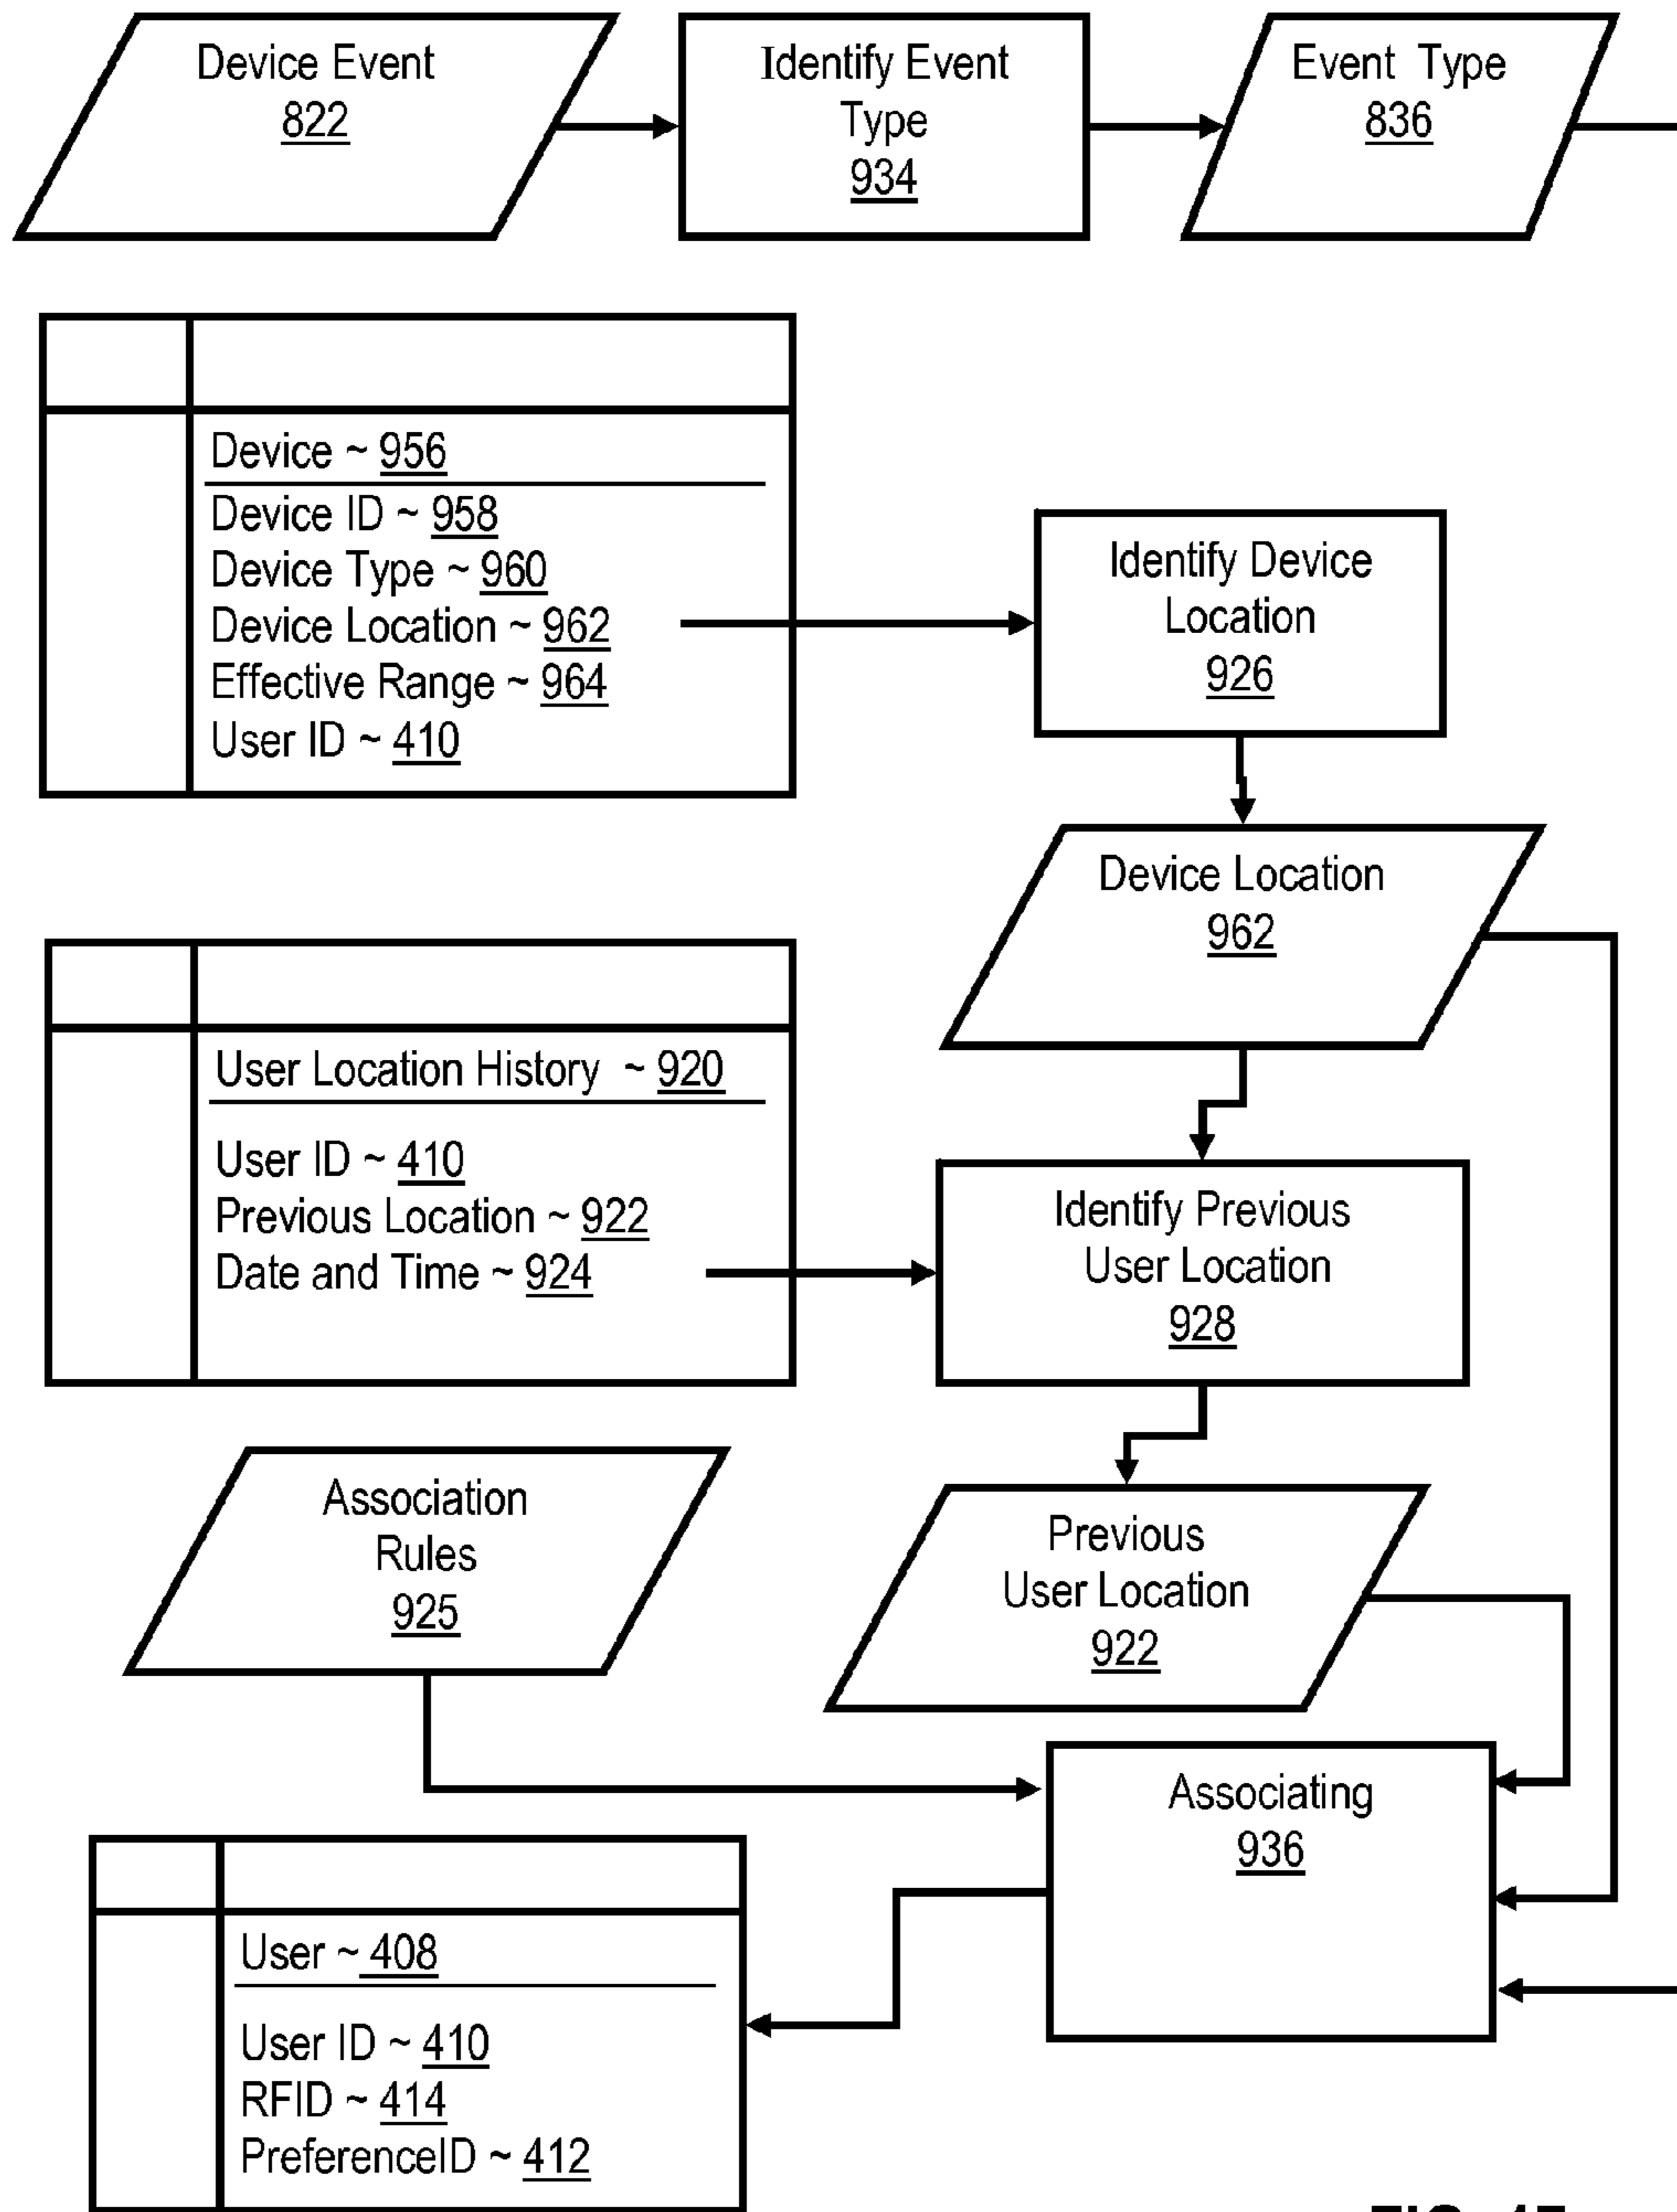 Device Event
822
Identify Event
Type
934
Event Type
836
Device ~ 956
Device ID ~ 958
Device Type ~ 960
Device Location ~ 962
Effective Range ~ 964
User ID ~ 410
Identify Device
Location
926
Device Location
962
User Location History ~ 920
User ID ~ 410
Previous Location ~ 922
Date and Time ~ 924
Identify Previous
User Location
928
Association
Rules
925
Previous
User Location
922
Associating
936
User ~ 408
User ID ~ 410
RFID ~ 414
PreferenceID ~ 412